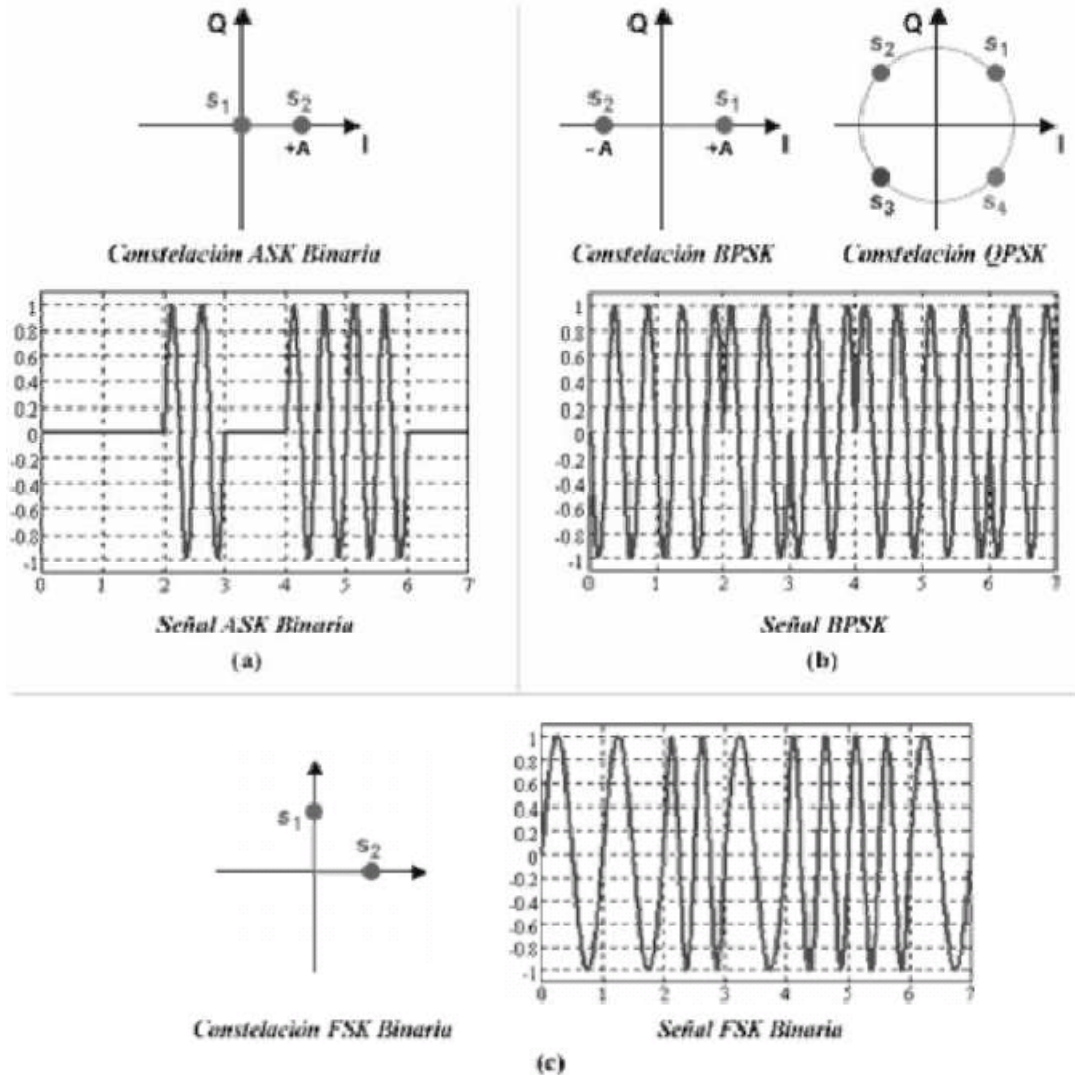 Q
S1
S2
+A
I
Constelación ASK Binaria
1
0.8
0.6
0.4
0.2
0
-0.2
-0.4
-0.6
-0.8
-1
0 1 2 3 4 5 6 7
Señal ASK Binaria
(a)
Q
S2
S1
-A
+A
I
Constelación BPSK
Q
S2
S1
I
S3
S4
Constelación QPSK
1
0.8
0.6
0.4
0.2
0
-0.2
-0.4
-0.6
-0.8
-1
0 1 2 3 4 5 6 7
Señal BPSK
(b)
S1
S2
Constelación FSK Binaria
1
0.8
0.6
0.4
0.2
0
-0.2
-0.4
-0.6
-0.8
-1
0 1 2 3 4 5 6 7
Señal FSK Binaria
(c)